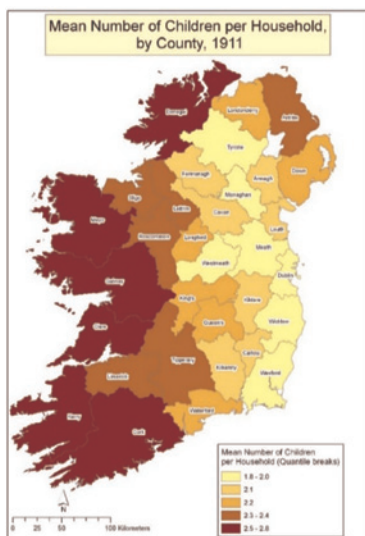 Mean Number of Children per Household,
by County, 1911
Donegal
Londonderry
Antrim
Tyrone
Fermanagh
Armagh
Down
Monaghan
Sligo
Leitrim
Cavan
Louth
Mayo
Roscommon
Longford
Meath
Westmeath
Dublin
Galway
King's
Kildare
Queen's
Wicklow
Clare
Carlow
Tipperary
Limerick
Kilkenny
Wexford
Waterford
Kerry
Cork
N
0 25 50 100 Kilometers
Mean Number of Children
per Household (Quantile breaks)
1.8 - 2.0
2.1
2.2
2.3 - 2.4
2.5 - 2.8